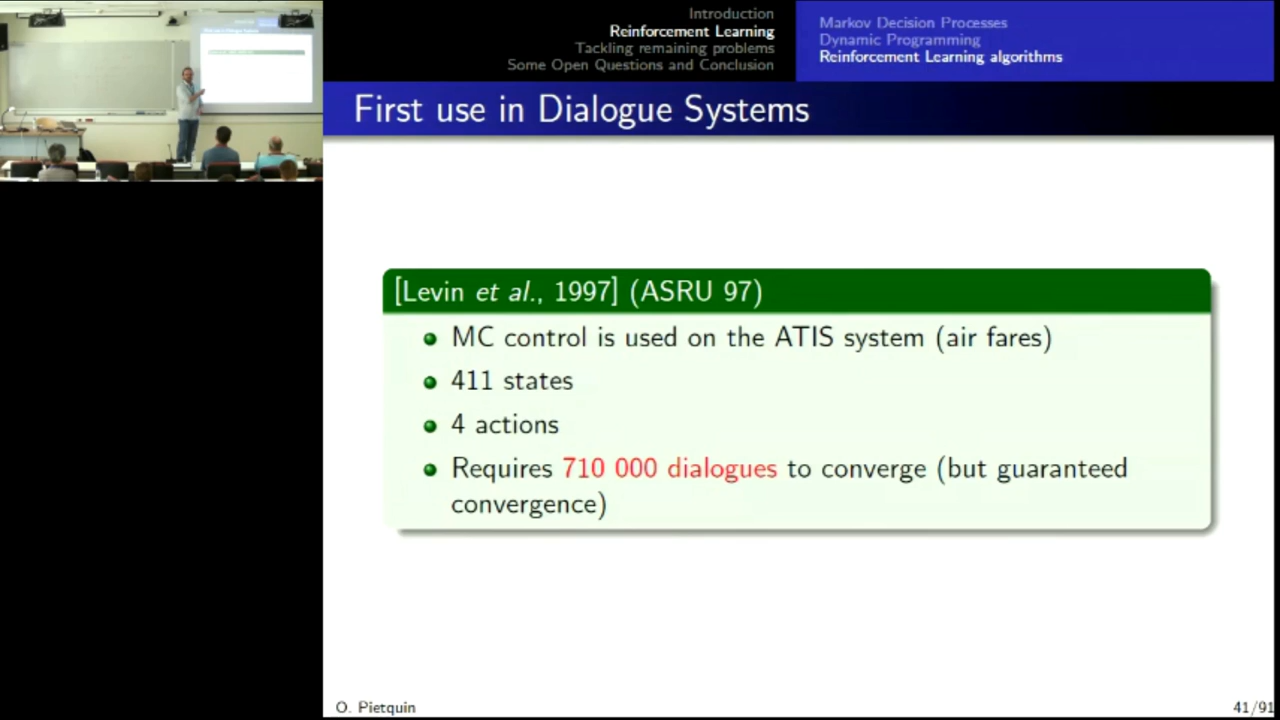 Introduction
Reinforcement Learning
Tackling remaining problems
Some Open Questions and Conclusion
Markov Decision Processes
Dynamic Programming
Reinforcement Learning algorithms
First use in Dialogue Systems
[Levin et al., 1997] (ASRU 97)
MC control is used on the ATIS system (air fares)
411 states
4 actions
Requires 710 000 dialogues to converge (but guaranteed
convergence)
O. Pietquin
41/91